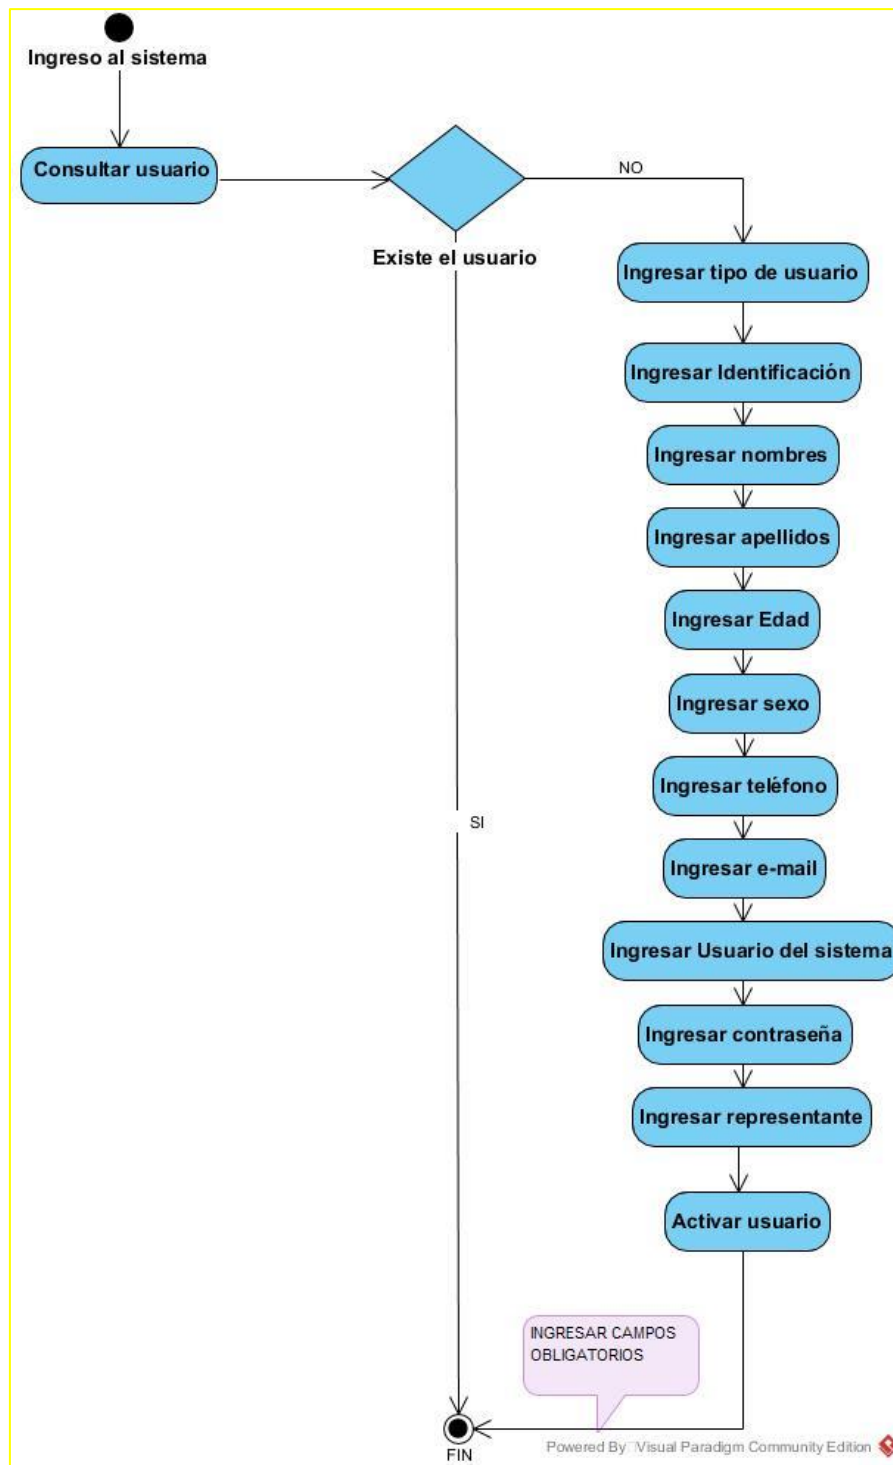 Ingreso al sistema
Consultar usuario
NO
Existe el usuario
Ingresar tipo de usuario
Ingresar Identificación
Ingresar nombres
Ingresar apellidos
Ingresar Edad
Ingresar sexo
Ingresar teléfono
SI
Ingresar e-mail
Ingresar Usuario del sistema
Ingresar contraseña
Ingresar representante
Activar usuario
INGRESAR CAMPOS
OBLIGATORIOS
FIN
Powered By Visual Paradigm Community Edition